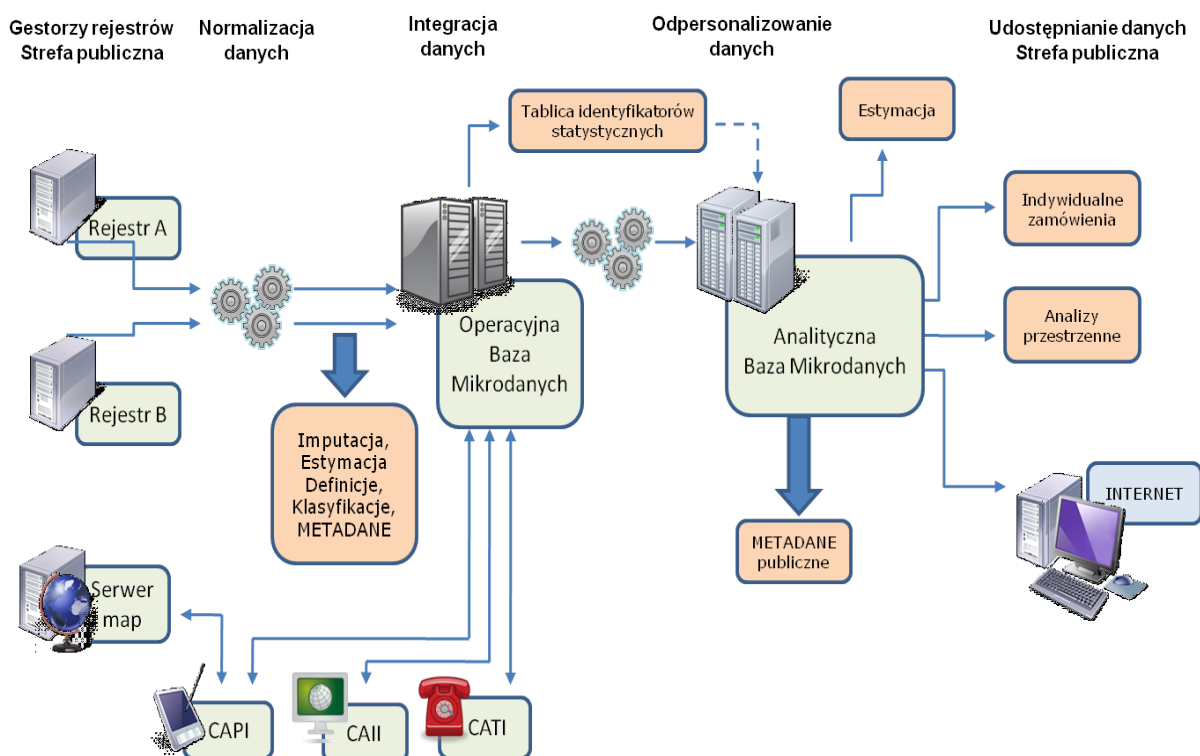 Gestorzy rejestrów
Strefa publiczna
Normalizacja
danych
Integracja
danych
Odpersonalizowanie
danych
Udostępnianie danych
Strefa publiczna
Tablica identyfikatorów
statystycznych
Estymacja
Rejestr A
Indywidualne
zamówienia
Operacyjna
Baza
Mikrodanych
Analityczna
Baza Mikrodanych
Analizy
przestrzenne
Rejestr B
Imputacja,
Estymacja
Definicje,
Klasyfikacje,
METADANE
INTERNET
METADANE
publiczne
Serwer
map
CAPI
CAII
CATI